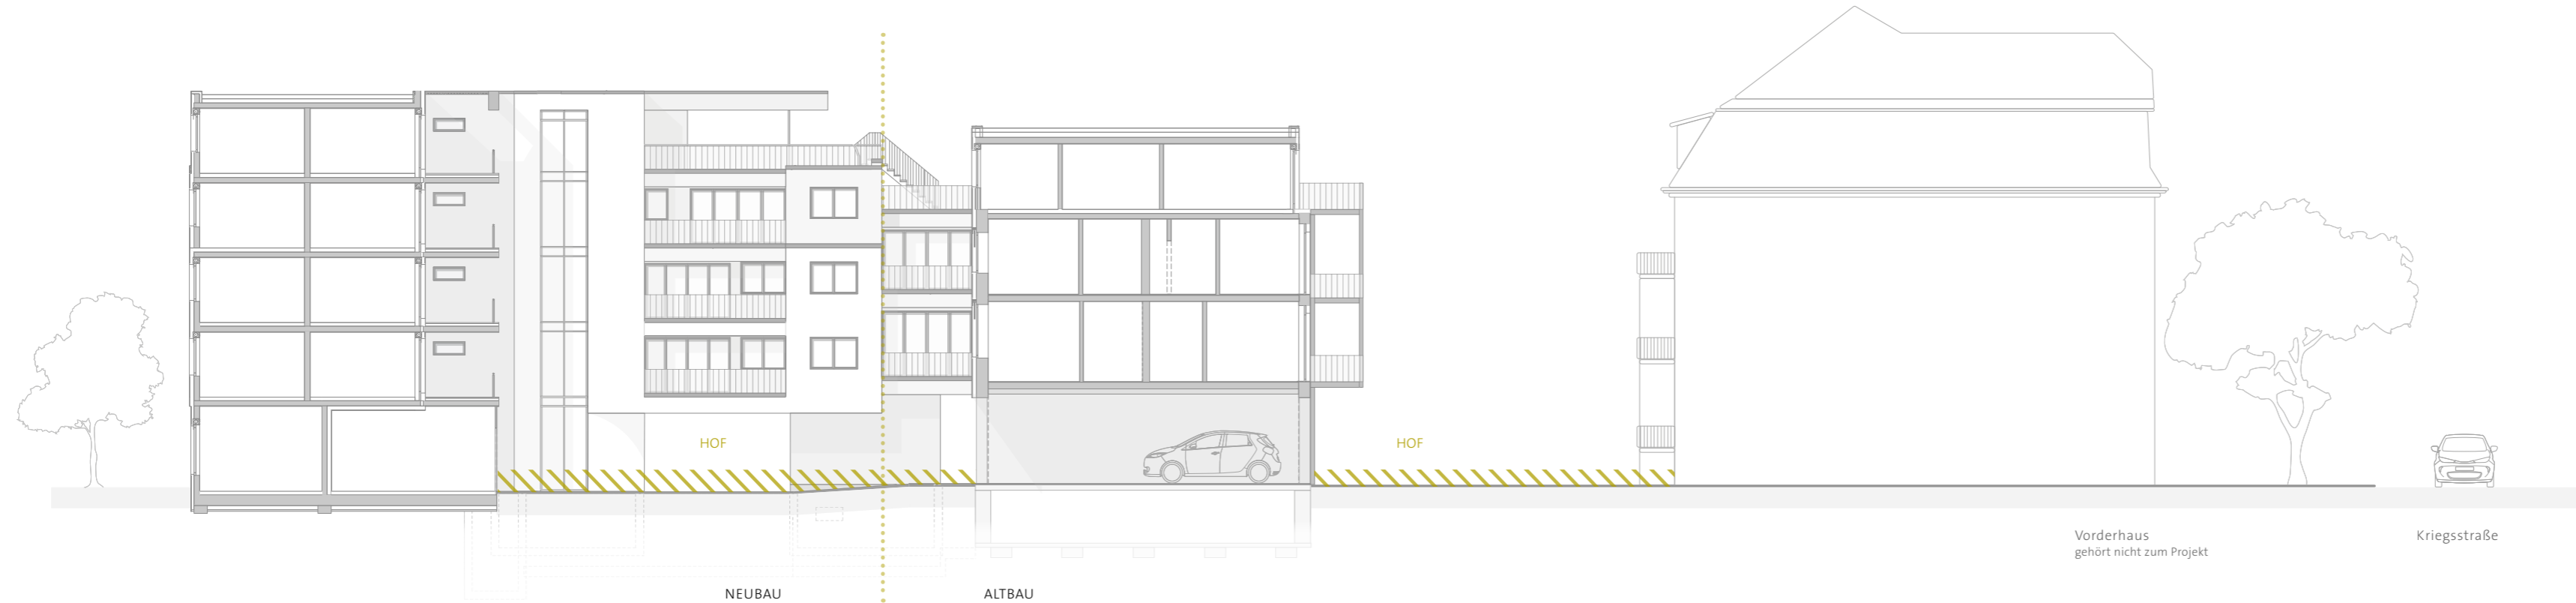 HOF
HOF
Vorderhaus
gehört nicht zum Projekt
Kriegsstraße
NEUBAU
ALTBAU